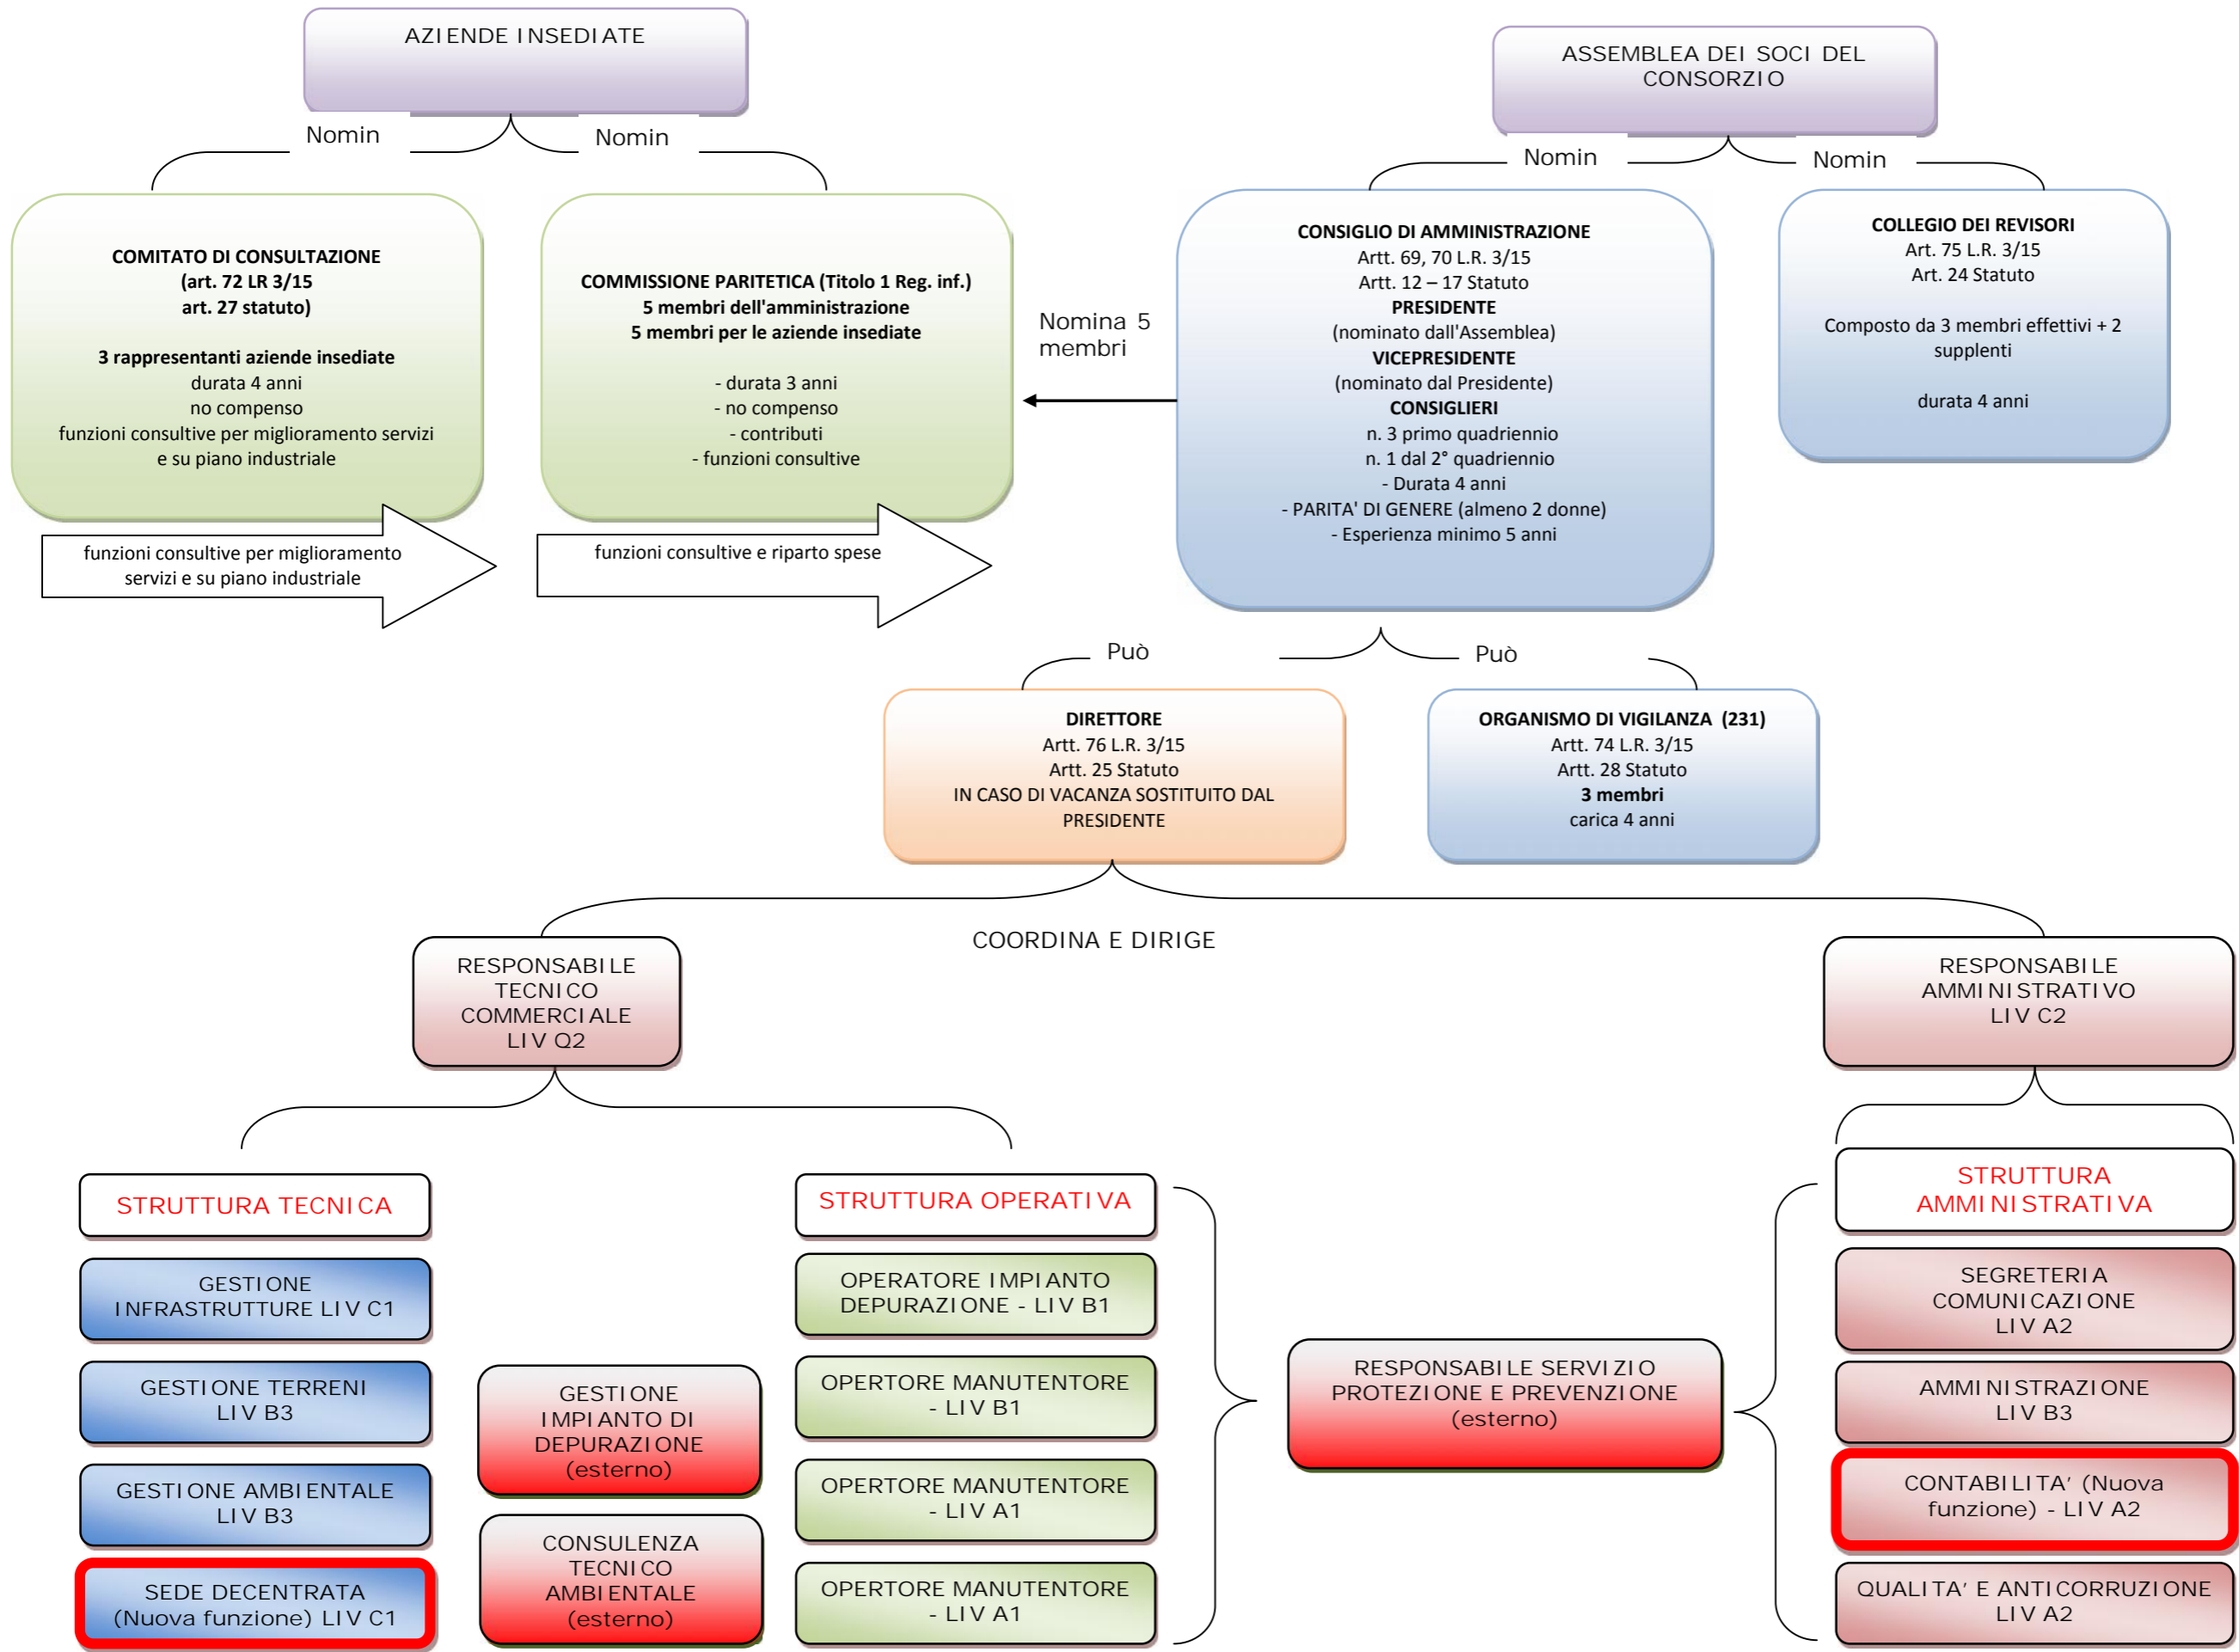 AZIENDE INSEDIATE
ASSEMBLEA DEI SOCI DEL
CONSORZIO
Nomin
Nomin
Nomin
Nomin
COMITATO DI CONSULTAZIONE
(art. 72 LR 3/15
art. 27 statuto)
3 rappresentanti aziende insediate
durata 4 anni
no compenso
funzioni consultive per miglioramento servizi
e su piano industriale
COMMISSIONE PARITETICA (Titolo 1 Reg. inf.)
5 membri dell'amministrazione
5 membri per le aziende insediate
- durata 3 anni
- no compenso
- contributi
- funzioni consultive
Nomina 5
membri
CONSIGLIO DI AMMINISTRAZIONE
Artt. 69, 70 L.R. 3/15
Artt. 12 – 17 Statuto
PRESIDENTE
(nominato dall'Assemblea)
VICEPRESIDENTE
(nominato dal Presidente)
CONSIGLIERI
n. 3 primo quadriennio
n. 1 dal 2° quadriennio
- Durata 4 anni
- PARITA' DI GENERE (almeno 2 donne)
- Esperienza minimo 5 anni
COLLEGIO DEI REVISORI
Art. 75 L.R. 3/15
Art. 24 Statuto
Composto da 3 membri effettivi + 2
supplenti
durata 4 anni
funzioni consultive per miglioramento
servizi e su piano industriale
funzioni consultive e riparto spese
Può
Può
DIRETTORE
Artt. 76 L.R. 3/15
Artt. 25 Statuto
IN CASO DI VACANZA SOSTITUITO DAL
PRESIDENTE
ORGANISMO DI VIGILANZA (231)
Artt. 74 L.R. 3/15
Artt. 28 Statuto
3 membri
carica 4 anni
COORDINA E DIRIGE
RESPONSABILE
TECNICO
COMMERCIALE
LIV Q2
RESPONSABILE
AMMINISTRATIVO
LIV C2
STRUTTURA TECNICA
GESTIONE
INFRASTRUTTURE LIV C1
GESTIONE TERRENI
LIV B3
GESTIONE AMBIENTALE
LIV B3
SEDE DECENTRATA
(Nuova funzione) LIV C1
GESTIONE
IMPIANTO DI
DEPURAZIONE
(esterno)
CONSULENZA
TECNICO
AMBIENTALE
(esterno)
STRUTTURA OPERATIVA
OPERATORE IMPIANTO
DEPURAZIONE - LIV B1
OPERTORE MANUTENTORE
- LIV B1
OPERTORE MANUTENTORE
- LIV A1
OPERTORE MANUTENTORE
- LIV A1
RESPONSABILE SERVIZIO
PROTEZIONE E PREVENZIONE
(esterno)
STRUTTURA
AMMINISTRATIVA
SEGRETERIA
COMUNICAZIONE
LIV A2
AMMINISTRAZIONE
LIV B3
CONTABILITA’ (Nuova
funzione) - LIV A2
QUALITA’ E ANTICORRUZIONE
LIV A2